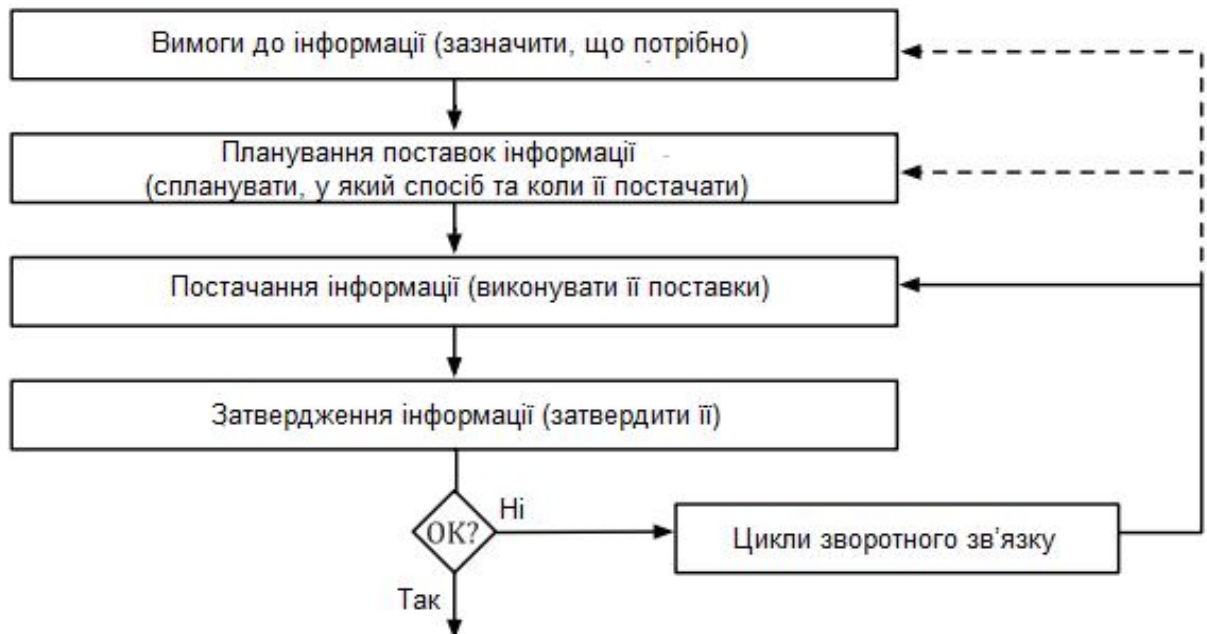 Вимоги до інформації (зазначити, що потрібно)
Планування поставок інформації
(спланувати, у який спосіб та коли її постачати)
Постачання інформації (виконувати її поставки)
Затвердження інформації (затвердити її)
OK?
Ні
Цикли зворотного зв’язку
Так